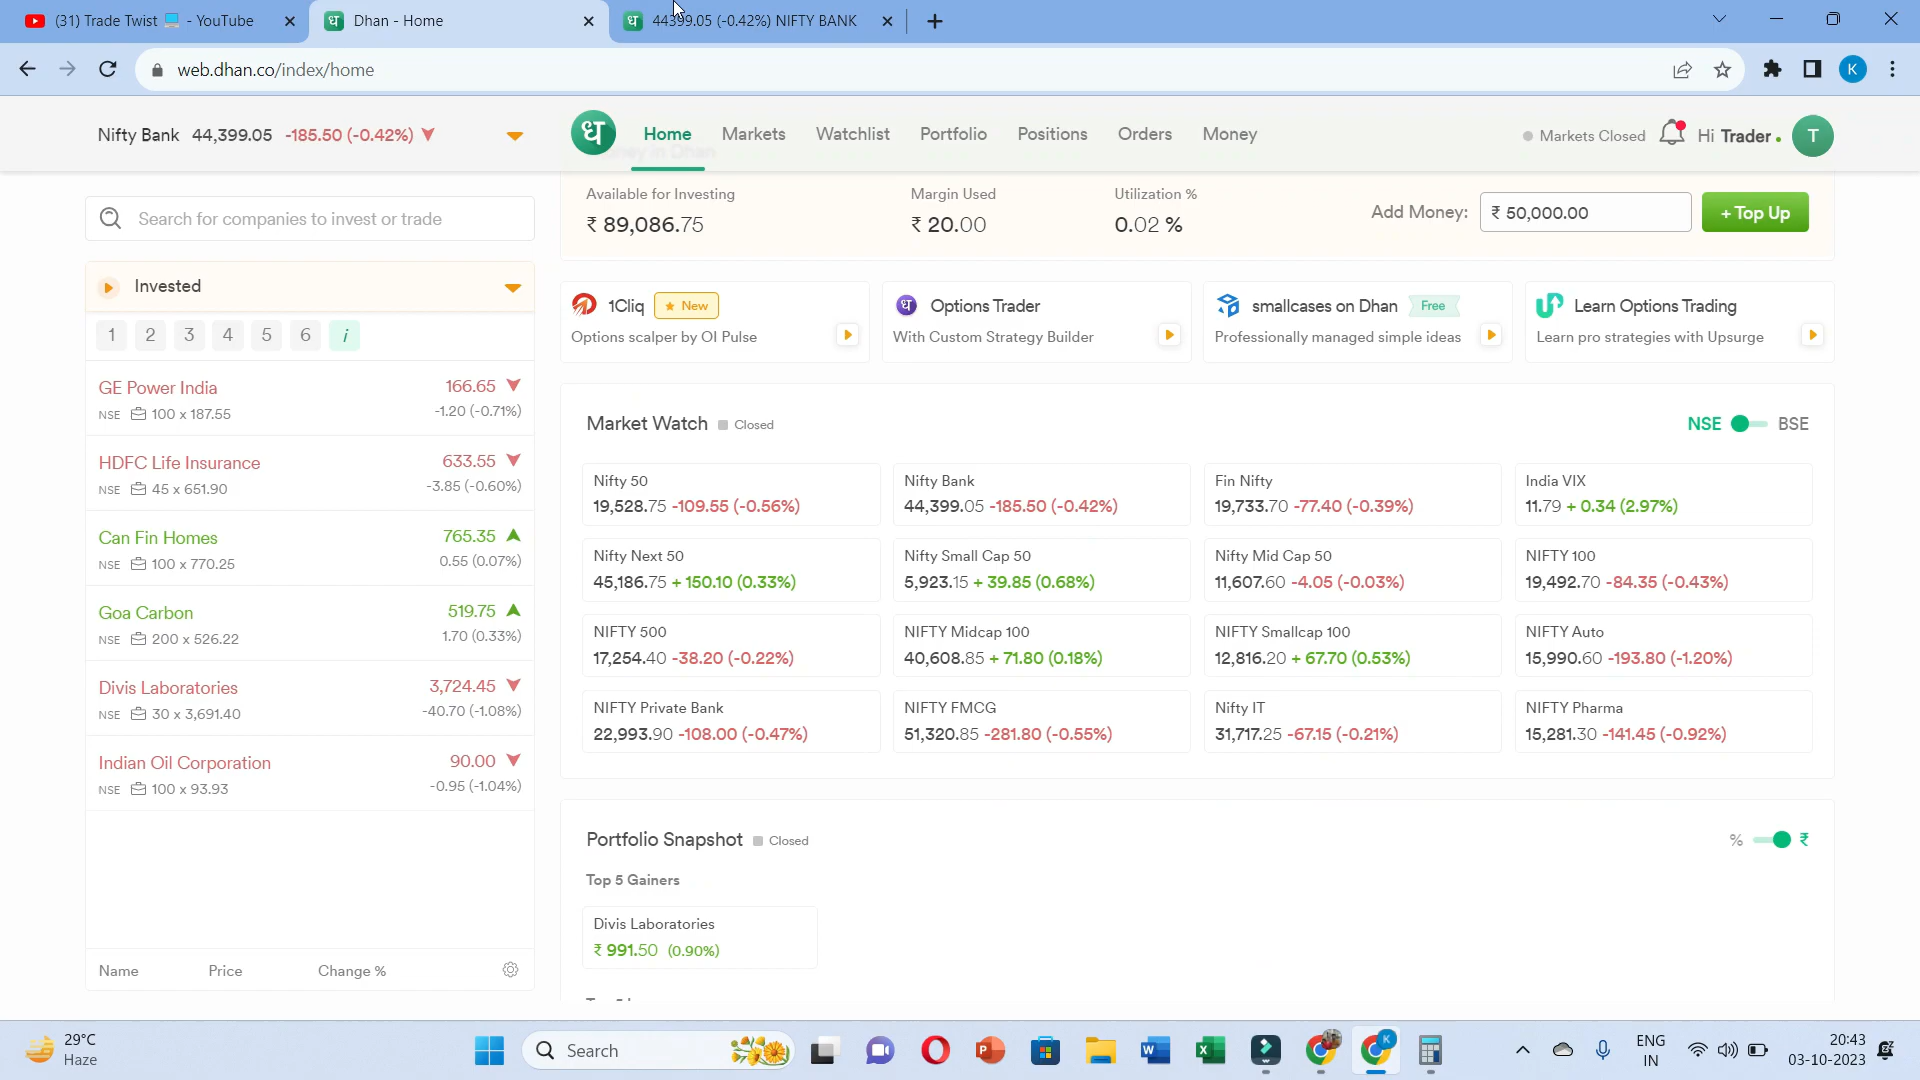 (31) Trade Twist 💻 - YouTube
Dhan - Home
44399.05 (-0.42%) NIFTY BANK
web.dhan.co/index/home
K
Nifty Bank 44,399.05 -185.50 (-0.42%)
ध
Home Markets Watchlist Portfolio Positions Orders Money
Markets Closed
Hi Trader
T
Search for companies to invest or trade
Invested
1 2 3 4 5 6 i
GE Power India 166.65
NSE 100 x 187.55 -1.20 (-0.71%)
HDFC Life Insurance 633.55
NSE 45 x 651.90 -3.85 (-0.60%)
Can Fin Homes 765.35
NSE 100 x 770.25 0.55 (0.07%)
Goa Carbon 519.75
NSE 200 x 526.22 1.70 (0.33%)
Divis Laboratories 3,724.45
NSE 30 x 3,691.40 -40.70 (-1.08%)
Indian Oil Corporation 90.00
NSE 100 x 93.93 -0.95 (-1.04%)
Name Price Change %
Available for Investing Margin Used Utilization %
₹ 89,086.75 ₹ 20.00 0.02 %
Add Money: ₹ 50,000.00 + Top Up
1Cliq New
Options scalper by OI Pulse
Options Trader
With Custom Strategy Builder
smallcases on Dhan Free
Professionally managed simple ideas
Learn Options Trading
Learn pro strategies with Upsurge
Market Watch Closed
NSE BSE
Nifty 50 Nifty Bank Fin Nifty India VIX
19,528.75 -109.55 (-0.56%) 44,399.05 -185.50 (-0.42%) 19,733.70 -77.40 (-0.39%) 11.79 + 0.34 (2.97%)
Nifty Next 50 Nifty Small Cap 50 Nifty Mid Cap 50 NIFTY 100
45,186.75 + 150.10 (0.33%) 5,923.15 + 39.85 (0.68%) 11,607.60 -4.05 (-0.03%) 19,492.70 -84.35 (-0.43%)
NIFTY 500 NIFTY Midcap 100 NIFTY Smallcap 100 NIFTY Auto
17,254.40 -38.20 (-0.22%) 40,608.85 + 71.80 (0.18%) 12,816.20 + 67.70 (0.53%) 15,990.60 -193.80 (-1.20%)
NIFTY Private Bank NIFTY FMCG Nifty IT NIFTY Pharma
22,993.90 -108.00 (-0.47%) 51,320.85 -281.80 (-0.55%) 31,717.25 -67.15 (-0.21%) 15,281.30 -141.45 (-0.92%)
Portfolio Snapshot Closed
% ₹
Top 5 Gainers
Divis Laboratories
₹ 991.50 (0.90%)
29°C
Haze
Search
ENG
IN
20:43
03-10-2023